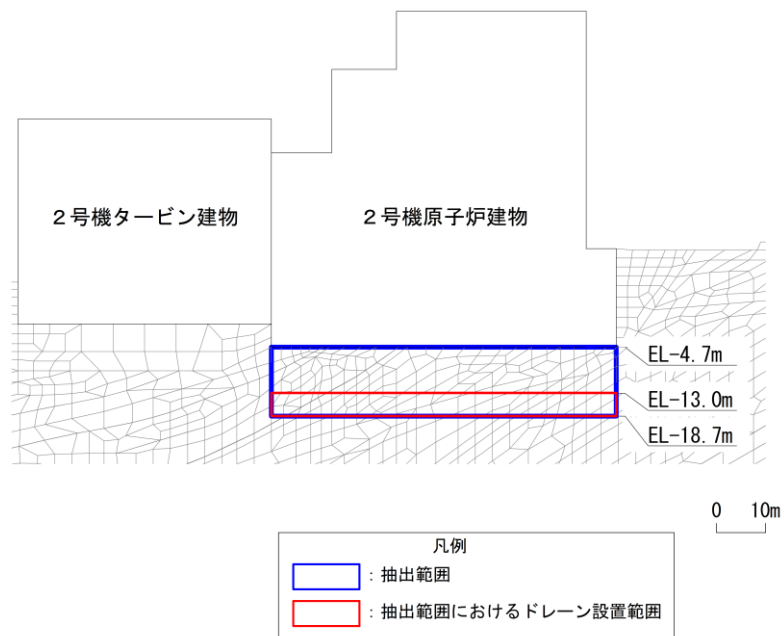 2号機タービン建物
2号機原子炉建物
EL-4.7m
EL-13.0m
EL-18.7m
0 10m
凡例
：抽出範囲
：抽出範囲におけるドレーン設置範囲